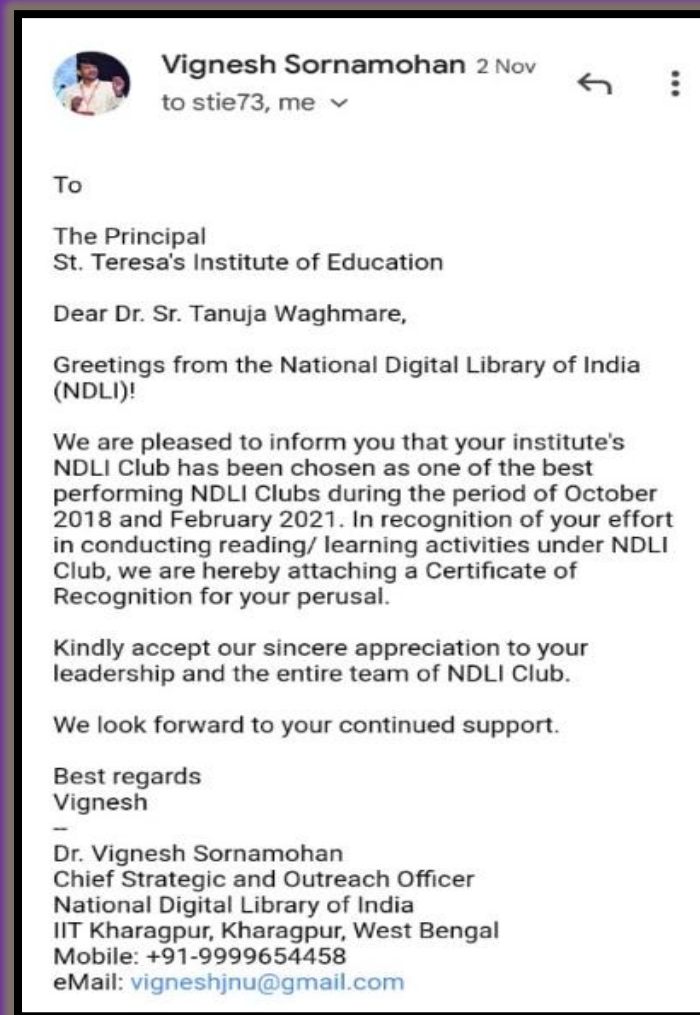 Vignesh Sornamohan 2 Nov
to stie73, me
To
The Principal
St. Teresa's Institute of Education
Dear Dr. Sr. Tanuja Waghmare,
Greetings from the National Digital Library of India
(NDLI)!
We are pleased to inform you that your institute's
NDLI Club has been chosen as one of the best
performing NDLI Clubs during the period of October
2018 and February 2021. In recognition of your effort
in conducting reading/ learning activities under NDLI
Club, we are hereby attaching a Certificate of
Recognition for your perusal.
Kindly accept our sincere appreciation to your
leadership and the entire team of NDLI Club.
We look forward to your continued support.
Best regards
Vignesh
--
Dr. Vignesh Sornamohan
Chief Strategic and Outreach Officer
National Digital Library of India
IIT Kharagpur, Kharagpur, West Bengal
Mobile: +91-9999654458
eMail: vigneshjnu@gmail.com